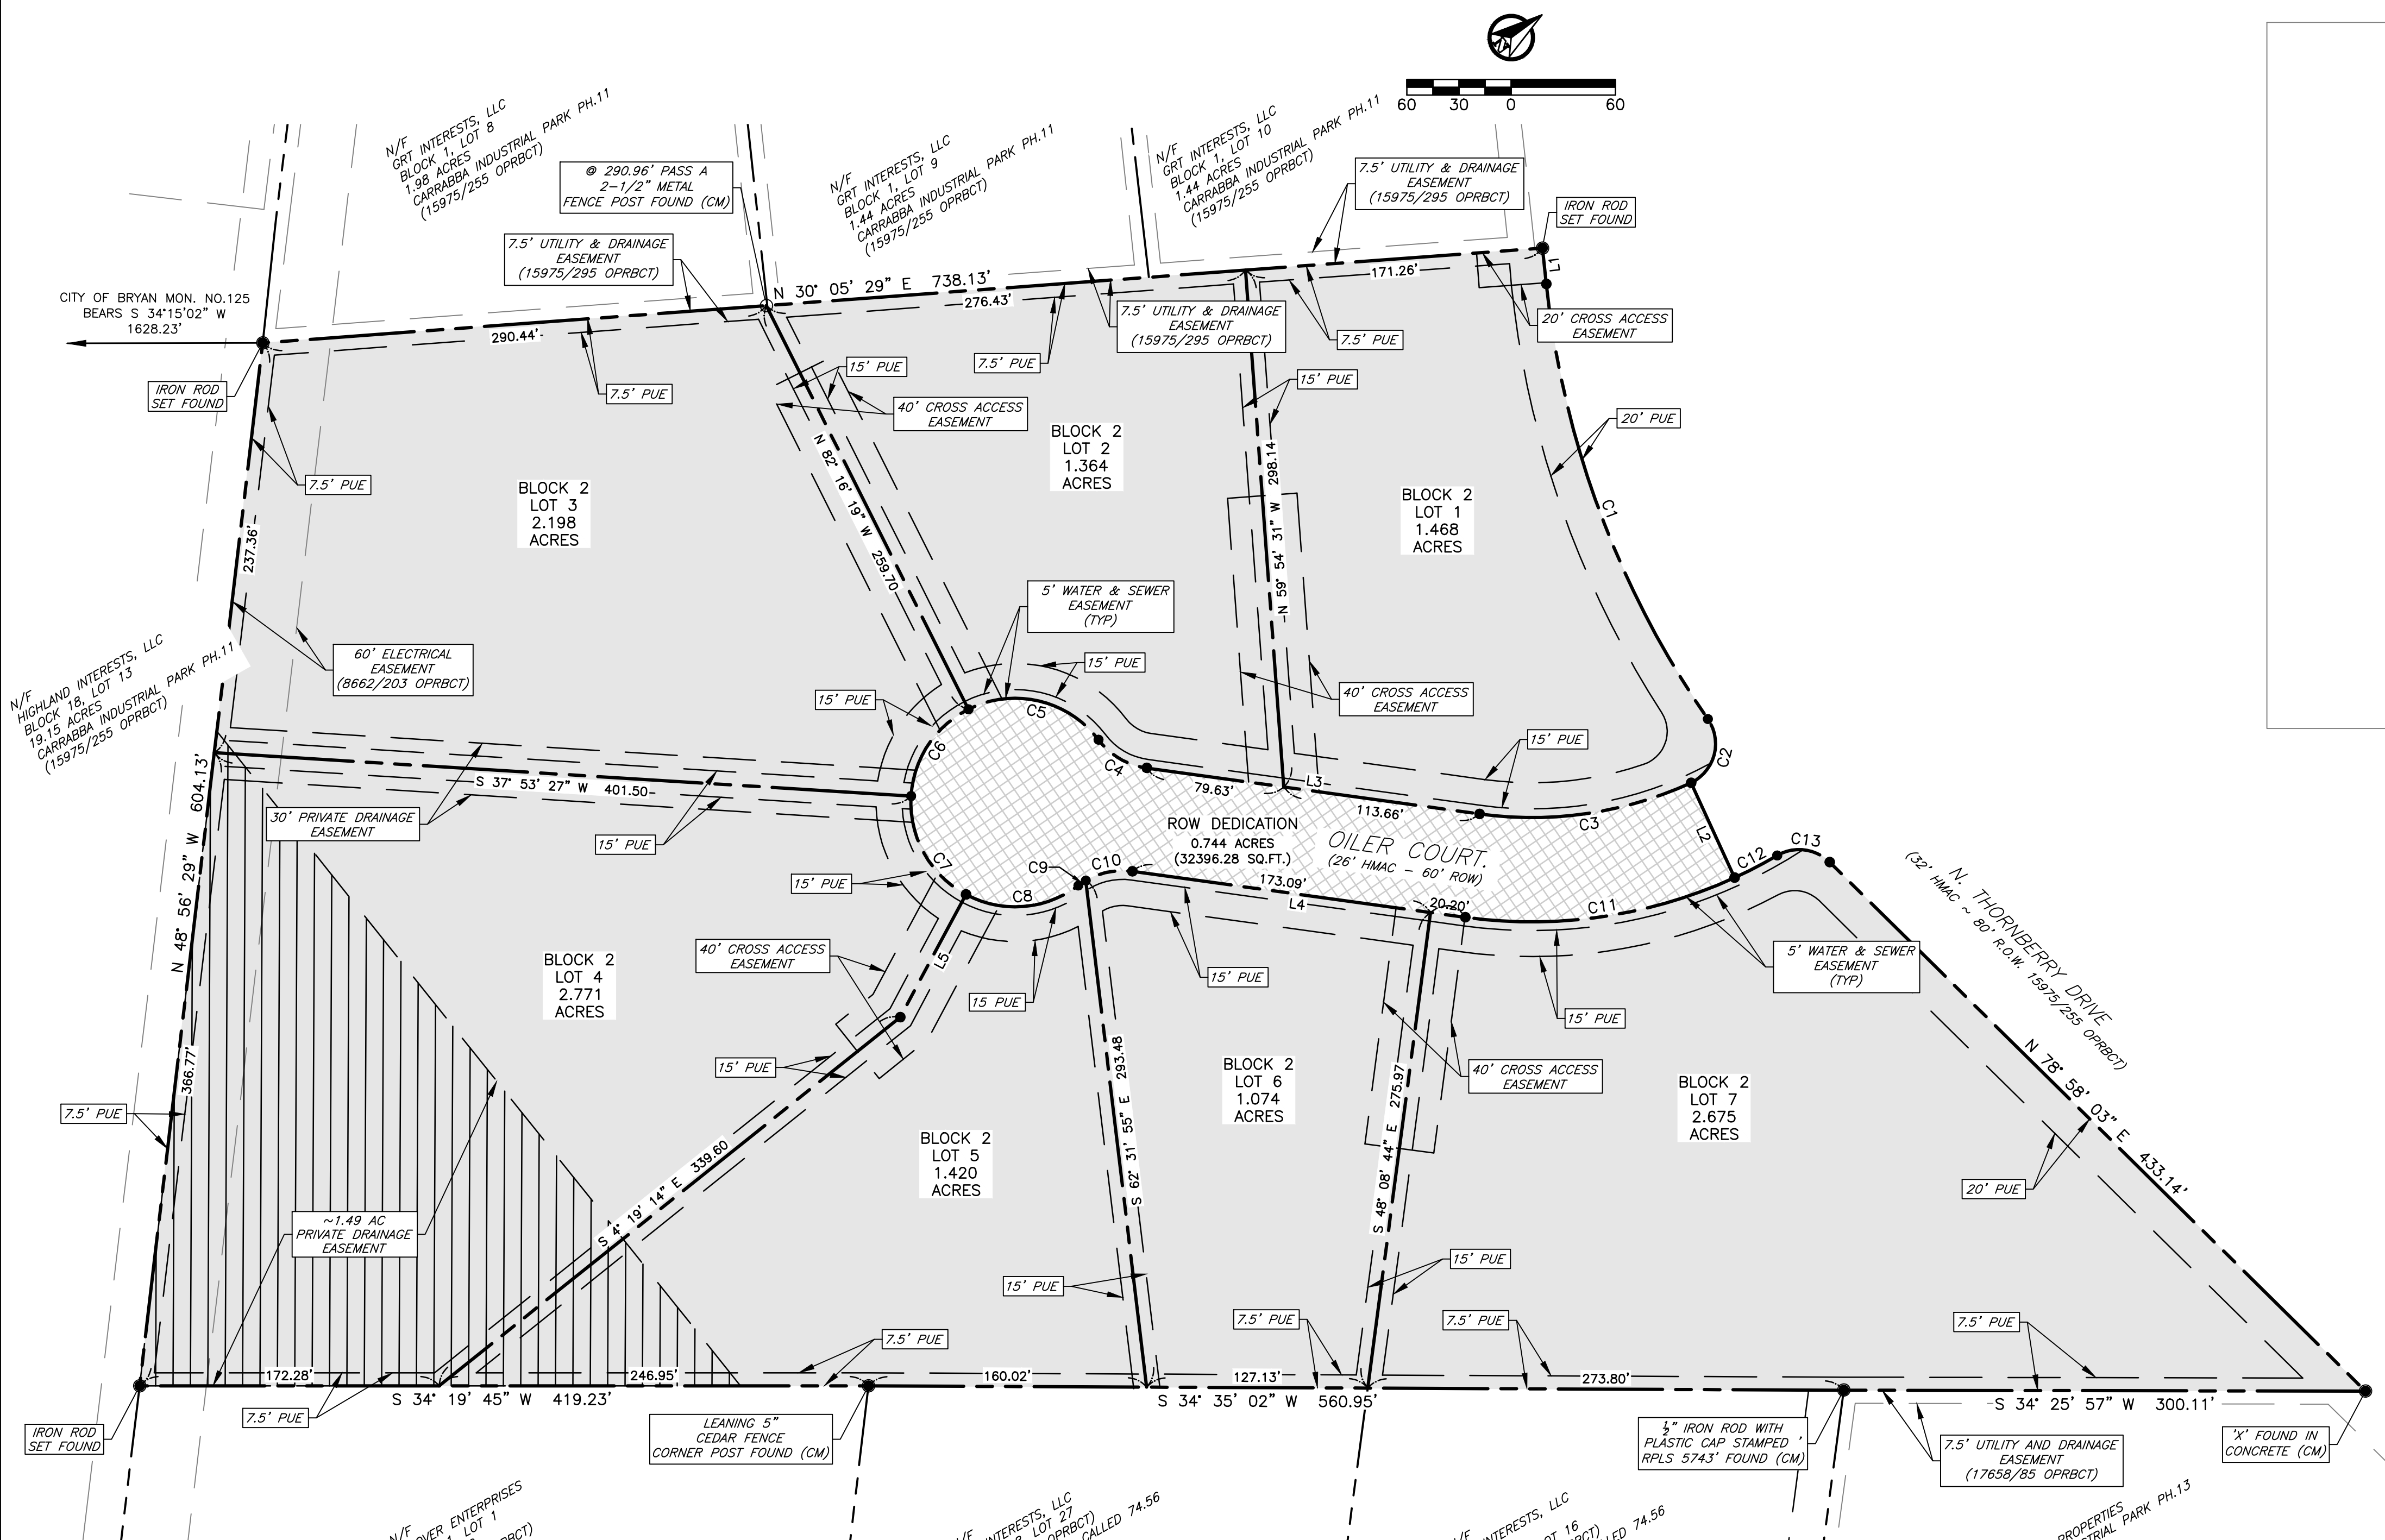 60 30 0 60
N/F
GRT INTERESTS, LLC
BLOCK 1, LOT 8
1.98 ACRES
CARRABBA INDUSTRIAL PARK PH.11
(15975/255 OPRBCT)
@ 290.96' PASS A
2-1/2" METAL
FENCE POST FOUND (CM)
N/F
GRT INTERESTS, LLC
BLOCK 1, LOT 9
1.44 ACRES
CARRABBA INDUSTRIAL PARK PH.11
(15975/255 OPRBCT)
N/F
GRT INTERESTS, LLC
BLOCK 1, LOT 10
1.44 ACRES
CARRABBA INDUSTRIAL PARK PH.11
(15975/255 OPRBCT)
7.5' UTILITY & DRAINAGE
EASEMENT
(15975/295 OPRBCT)
IRON ROD
SET FOUND
7.5' UTILITY & DRAINAGE
EASEMENT
(15975/295 OPRBCT)
CITY OF BRYAN MON. NO.125
BEARS S 34°15'02" W
1628.23'
N 30° 05' 29" E 738.13'
290.44'
276.43'
171.26'
L1
7.5' UTILITY & DRAINAGE
EASEMENT
(15975/295 OPRBCT)
20' CROSS ACCESS
EASEMENT
7.5' PUE
7.5' PUE
7.5' PUE
15' PUE
15' PUE
IRON ROD
SET FOUND
40' CROSS ACCESS
EASEMENT
20' PUE
7.5' PUE
BLOCK 2
LOT 3
2.198
ACRES
BLOCK 2
LOT 2
1.364
ACRES
BLOCK 2
LOT 1
1.468
ACRES
C1
N 82° 16' 19" W 259.70
N 59° 54' 31" W 298.14
237.36'
5' WATER & SEWER
EASEMENT
(TYP)
60' ELECTRICAL
EASEMENT
(8662/203 OPRBCT)
N/F
HIGHLAND INTERESTS, LLC
BLOCK 18, LOT 13
19.15 ACRES
CARRABBA INDUSTRIAL PARK PH.11
(15975/255 OPRBCT)
15' PUE
15' PUE
40' CROSS ACCESS
EASEMENT
15' PUE
C5
C6
C4
C2
S 37° 53' 27" W 401.50
79.63'
L3
113.66'
C3
L2
30' PRIVATE DRAINAGE
EASEMENT
15' PUE
ROW DEDICATION
0.744 ACRES
(32396.28 SQ.FT.)
OILER COURT.
(26' HMAC - 60' ROW)
C7
C8
C9
C10
15' PUE
173.09'
L4
20.20'
C11
C12
C13
N. THORNBERRY DRIVE
(32' HMAC ~ 80' R.O.W. 15975/255 OPRBCT)
N 48° 56' 29" W 604.13'
40' CROSS ACCESS
EASEMENT
L5
15 PUE
15' PUE
5' WATER & SEWER
EASEMENT
(TYP)
15' PUE
BLOCK 2
LOT 4
2.771
ACRES
15' PUE
366.77'
7.5' PUE
BLOCK 2
LOT 6
1.074
ACRES
40' CROSS ACCESS
EASEMENT
BLOCK 2
LOT 7
2.675
ACRES
N 78° 58' 03" E 433.14'
BLOCK 2
LOT 5
1.420
ACRES
S 4° 19' 14" E 339.60
S 62° 31' 55" E 293.48
S 48° 08' 44" E 275.97
20' PUE
~1.49 AC
PRIVATE DRAINAGE
EASEMENT
15' PUE
15' PUE
7.5' PUE
7.5' PUE
7.5' PUE
7.5' PUE
172.28'
246.95'
160.02'
127.13'
273.80'
S 34° 19' 45" W 419.23'
S 34° 35' 02" W 560.95'
S 34° 25' 57" W 300.11'
7.5' PUE
IRON ROD
SET FOUND
LEANING 5"
CEDAR FENCE
CORNER POST FOUND (CM)
½" IRON ROD WITH
PLASTIC CAP STAMPED '
RPLS 5743' FOUND (CM)
7.5' UTILITY AND DRAINAGE
EASEMENT
(17658/85 OPRBCT)
'X' FOUND IN
CONCRETE (CM)
N/F
OVER ENTERPRISES
LOT 1
INTERESTS, LLC
LOT 27
OPRBCT)
CALLED 74.56
INTERESTS, LLC
LOT 16
74.56
PROPERTIES
PARK PH.13